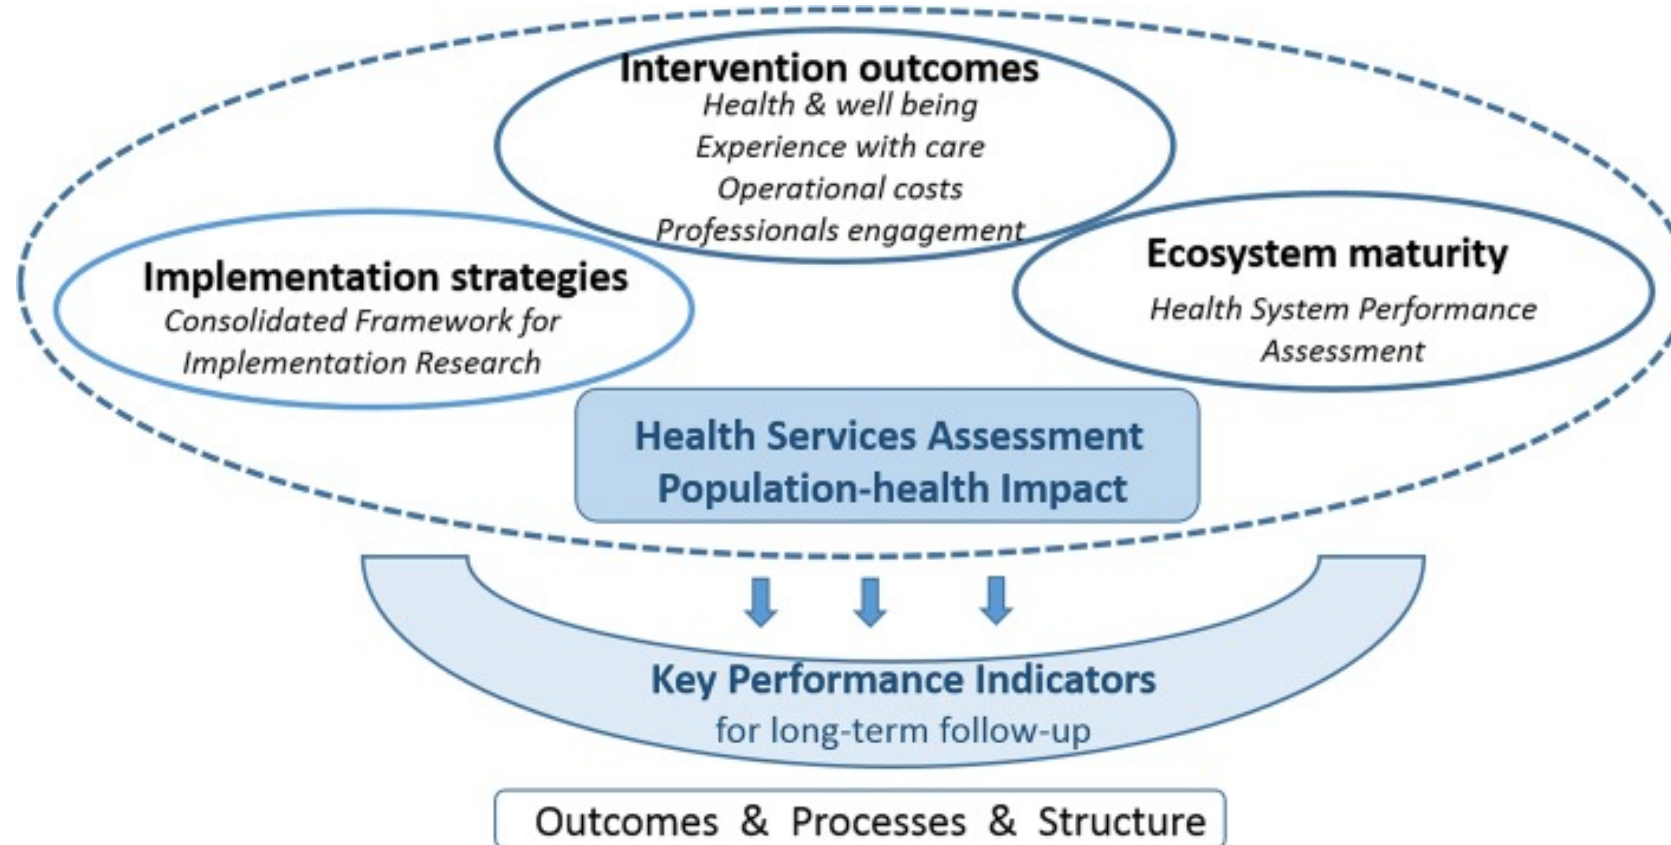 Intervention outcomes
Health & well being
Experience with care
Operational costs
Professionals engagement
Implementation strategies
Consolidated Framework for
Implementation Research
Ecosystem maturity
Health System Performance
Assessment
Health Services Assessment
Population-health Impact
Key Performance Indicators
for long-term follow-up
Outcomes & Processes & Structure